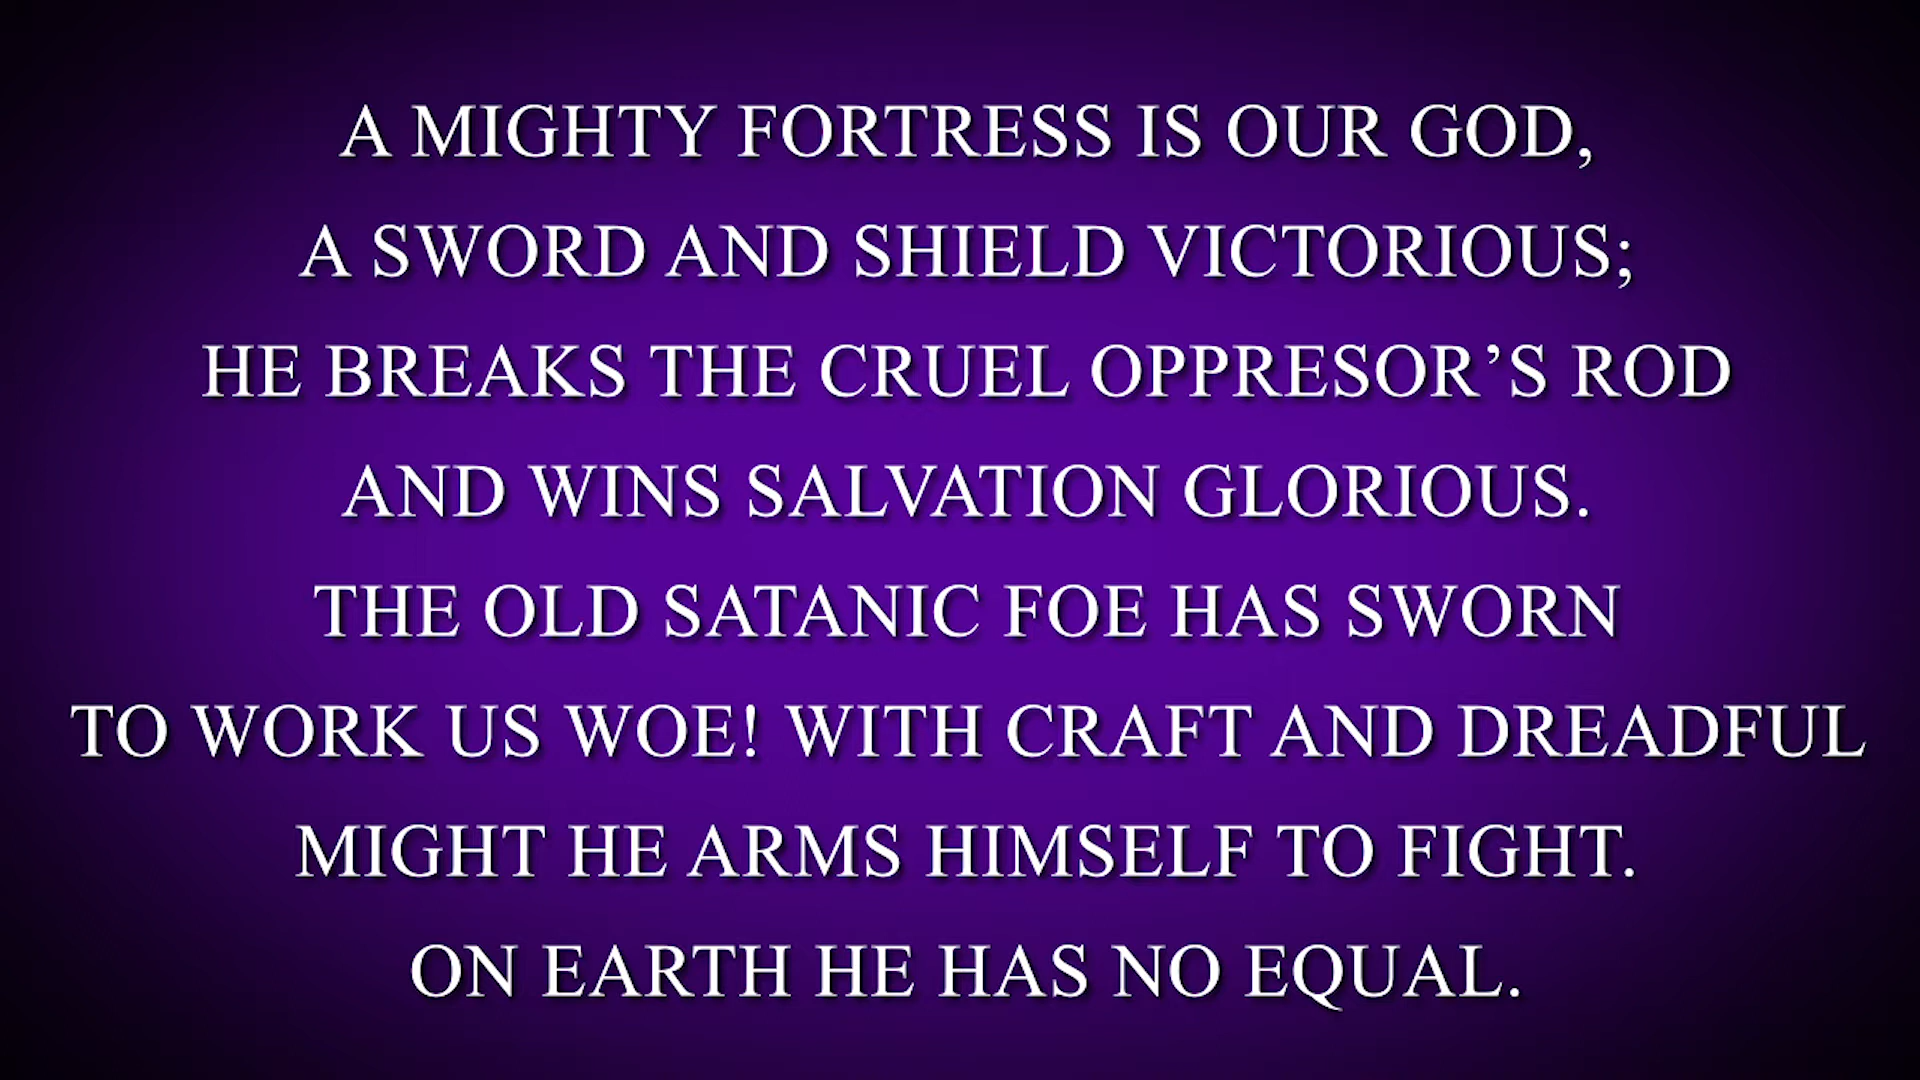 A MIGHTY FORTRESS IS OUR GOD,
A SWORD AND SHIELD VICTORIOUS;
HE BREAKS THE CRUEL OPPRESOR’S ROD
AND WINS SALVATION GLORIOUS.
THE OLD SATANIC FOE HAS SWORN
TO WORK US WOE! WITH CRAFT AND DREADFUL
MIGHT HE ARMS HIMSELF TO FIGHT.
ON EARTH HE HAS NO EQUAL.